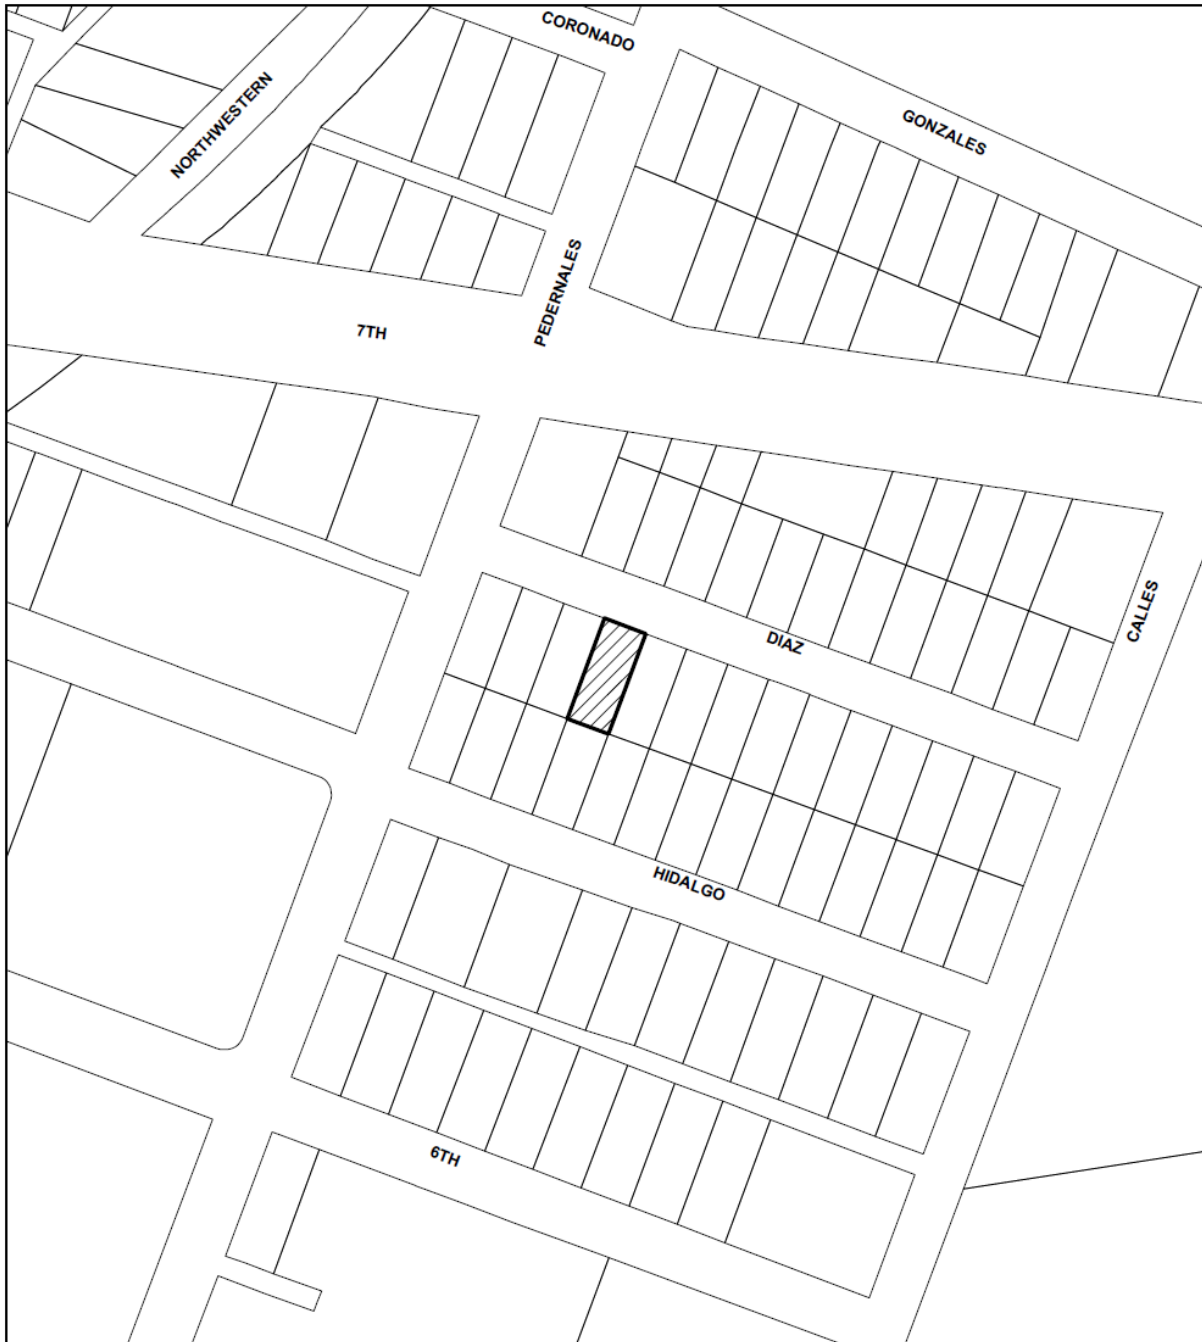 CORONADO
GONZALES
NORTHWESTERN
PEDERNALES
7TH
CALLES
DIAZ
HIDALGO
6TH